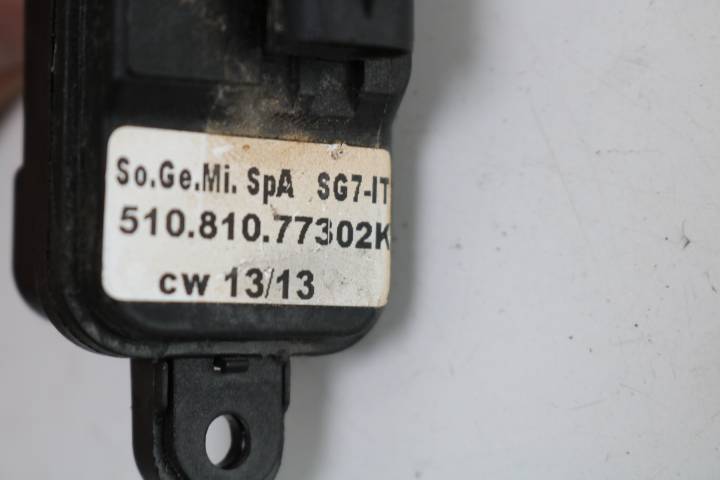 So.Ge.Mi. SpA SG7-IT
510.810.77302K
cw 13/13